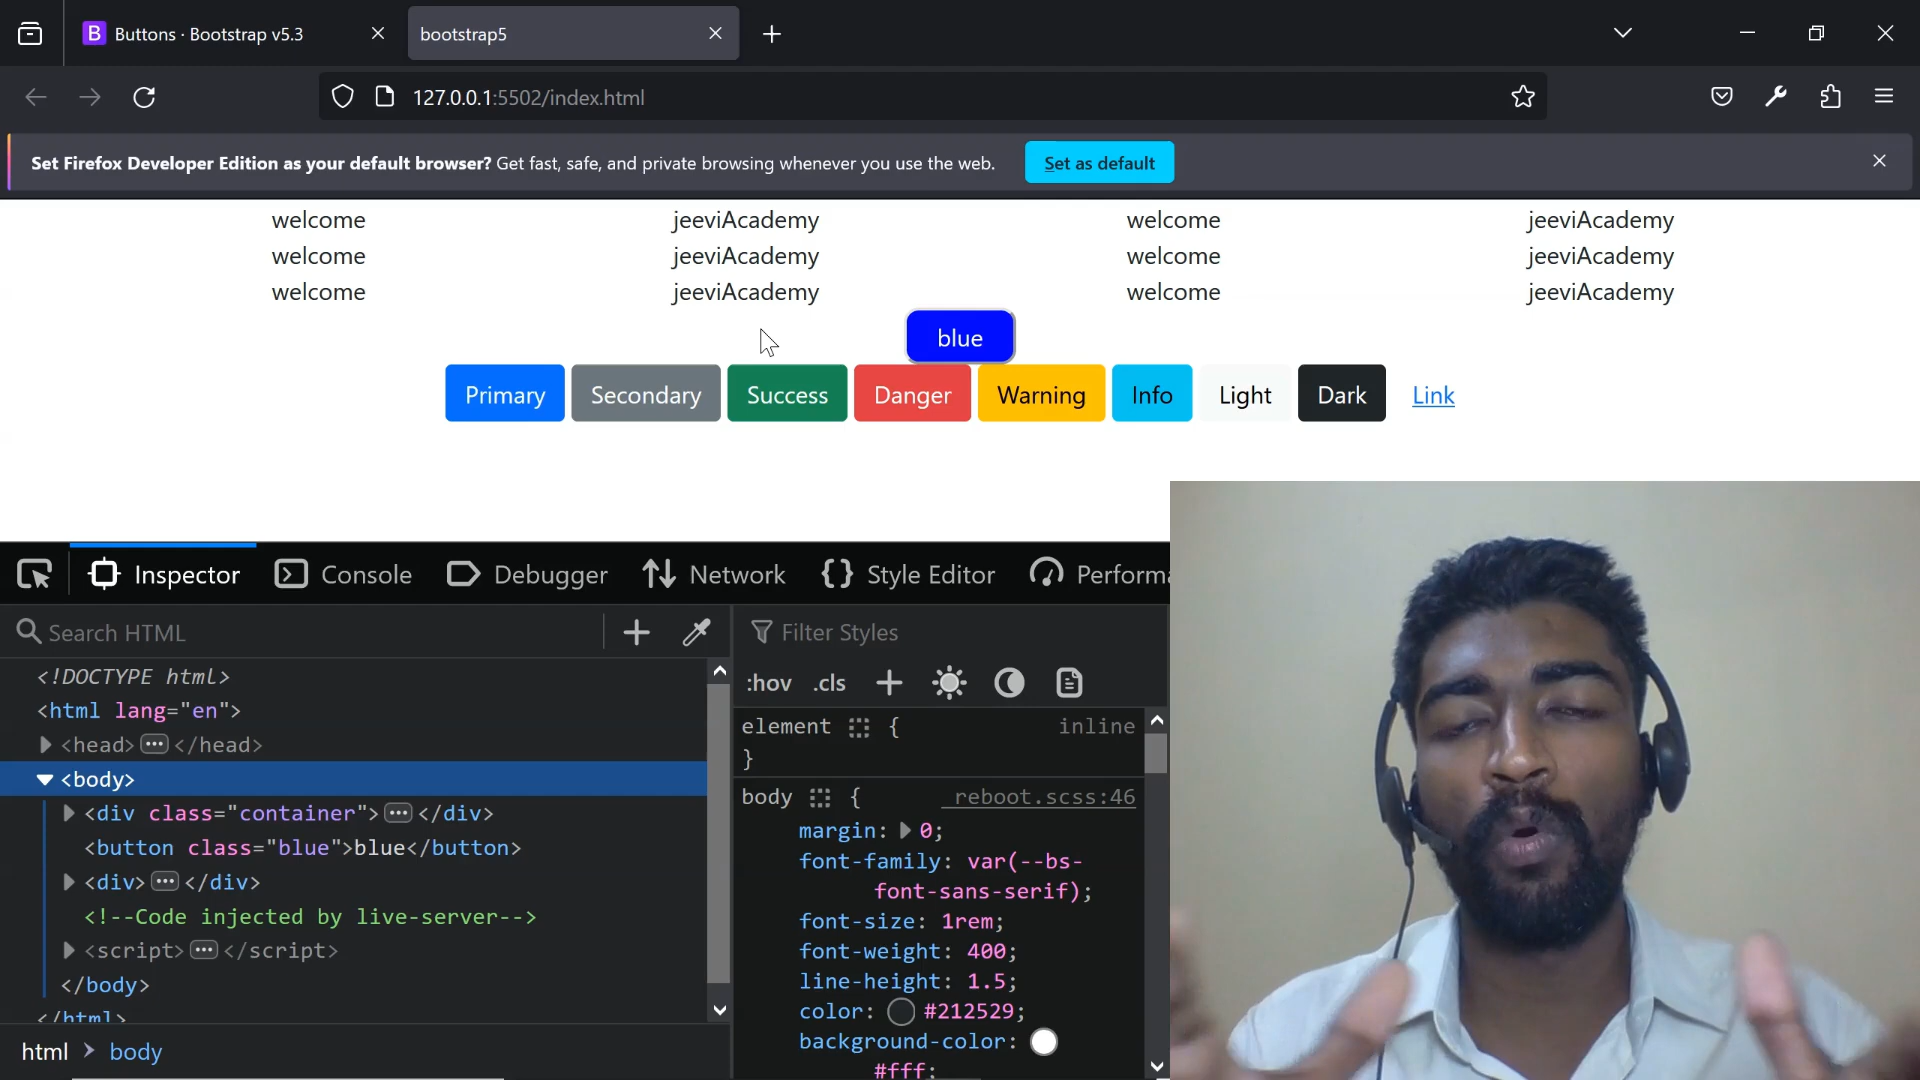 B Buttons · Bootstrap v5.3
bootstrap5
127.0.0.1:5502/index.html
Set Firefox Developer Edition as your default browser? Get fast, safe, and private browsing whenever you use the web. Set as default
welcome jeeviAcademy welcome jeeviAcademy
welcome jeeviAcademy welcome jeeviAcademy
welcome jeeviAcademy welcome jeeviAcademy
blue
Primary Secondary Success Danger Warning Info Light Dark Link
Inspector Console Debugger Network Style Editor Performa
Search HTML
<!DOCTYPE html>
<html lang="en">
<head> ••• </head>
<body>
<div class="container"> ••• </div>
<button class="blue">blue</button>
<div> ••• </div>
<!--Code injected by live-server-->
<script> ••• </script>
</body>
</html>
html > body
Filter Styles
:hov .cls
element { inline
}
body { _reboot.scss:46
margin: 0;
font-family: var(--bs-
font-sans-serif);
font-size: 1rem;
font-weight: 400;
line-height: 1.5;
color: #212529;
background-color:
#fff;